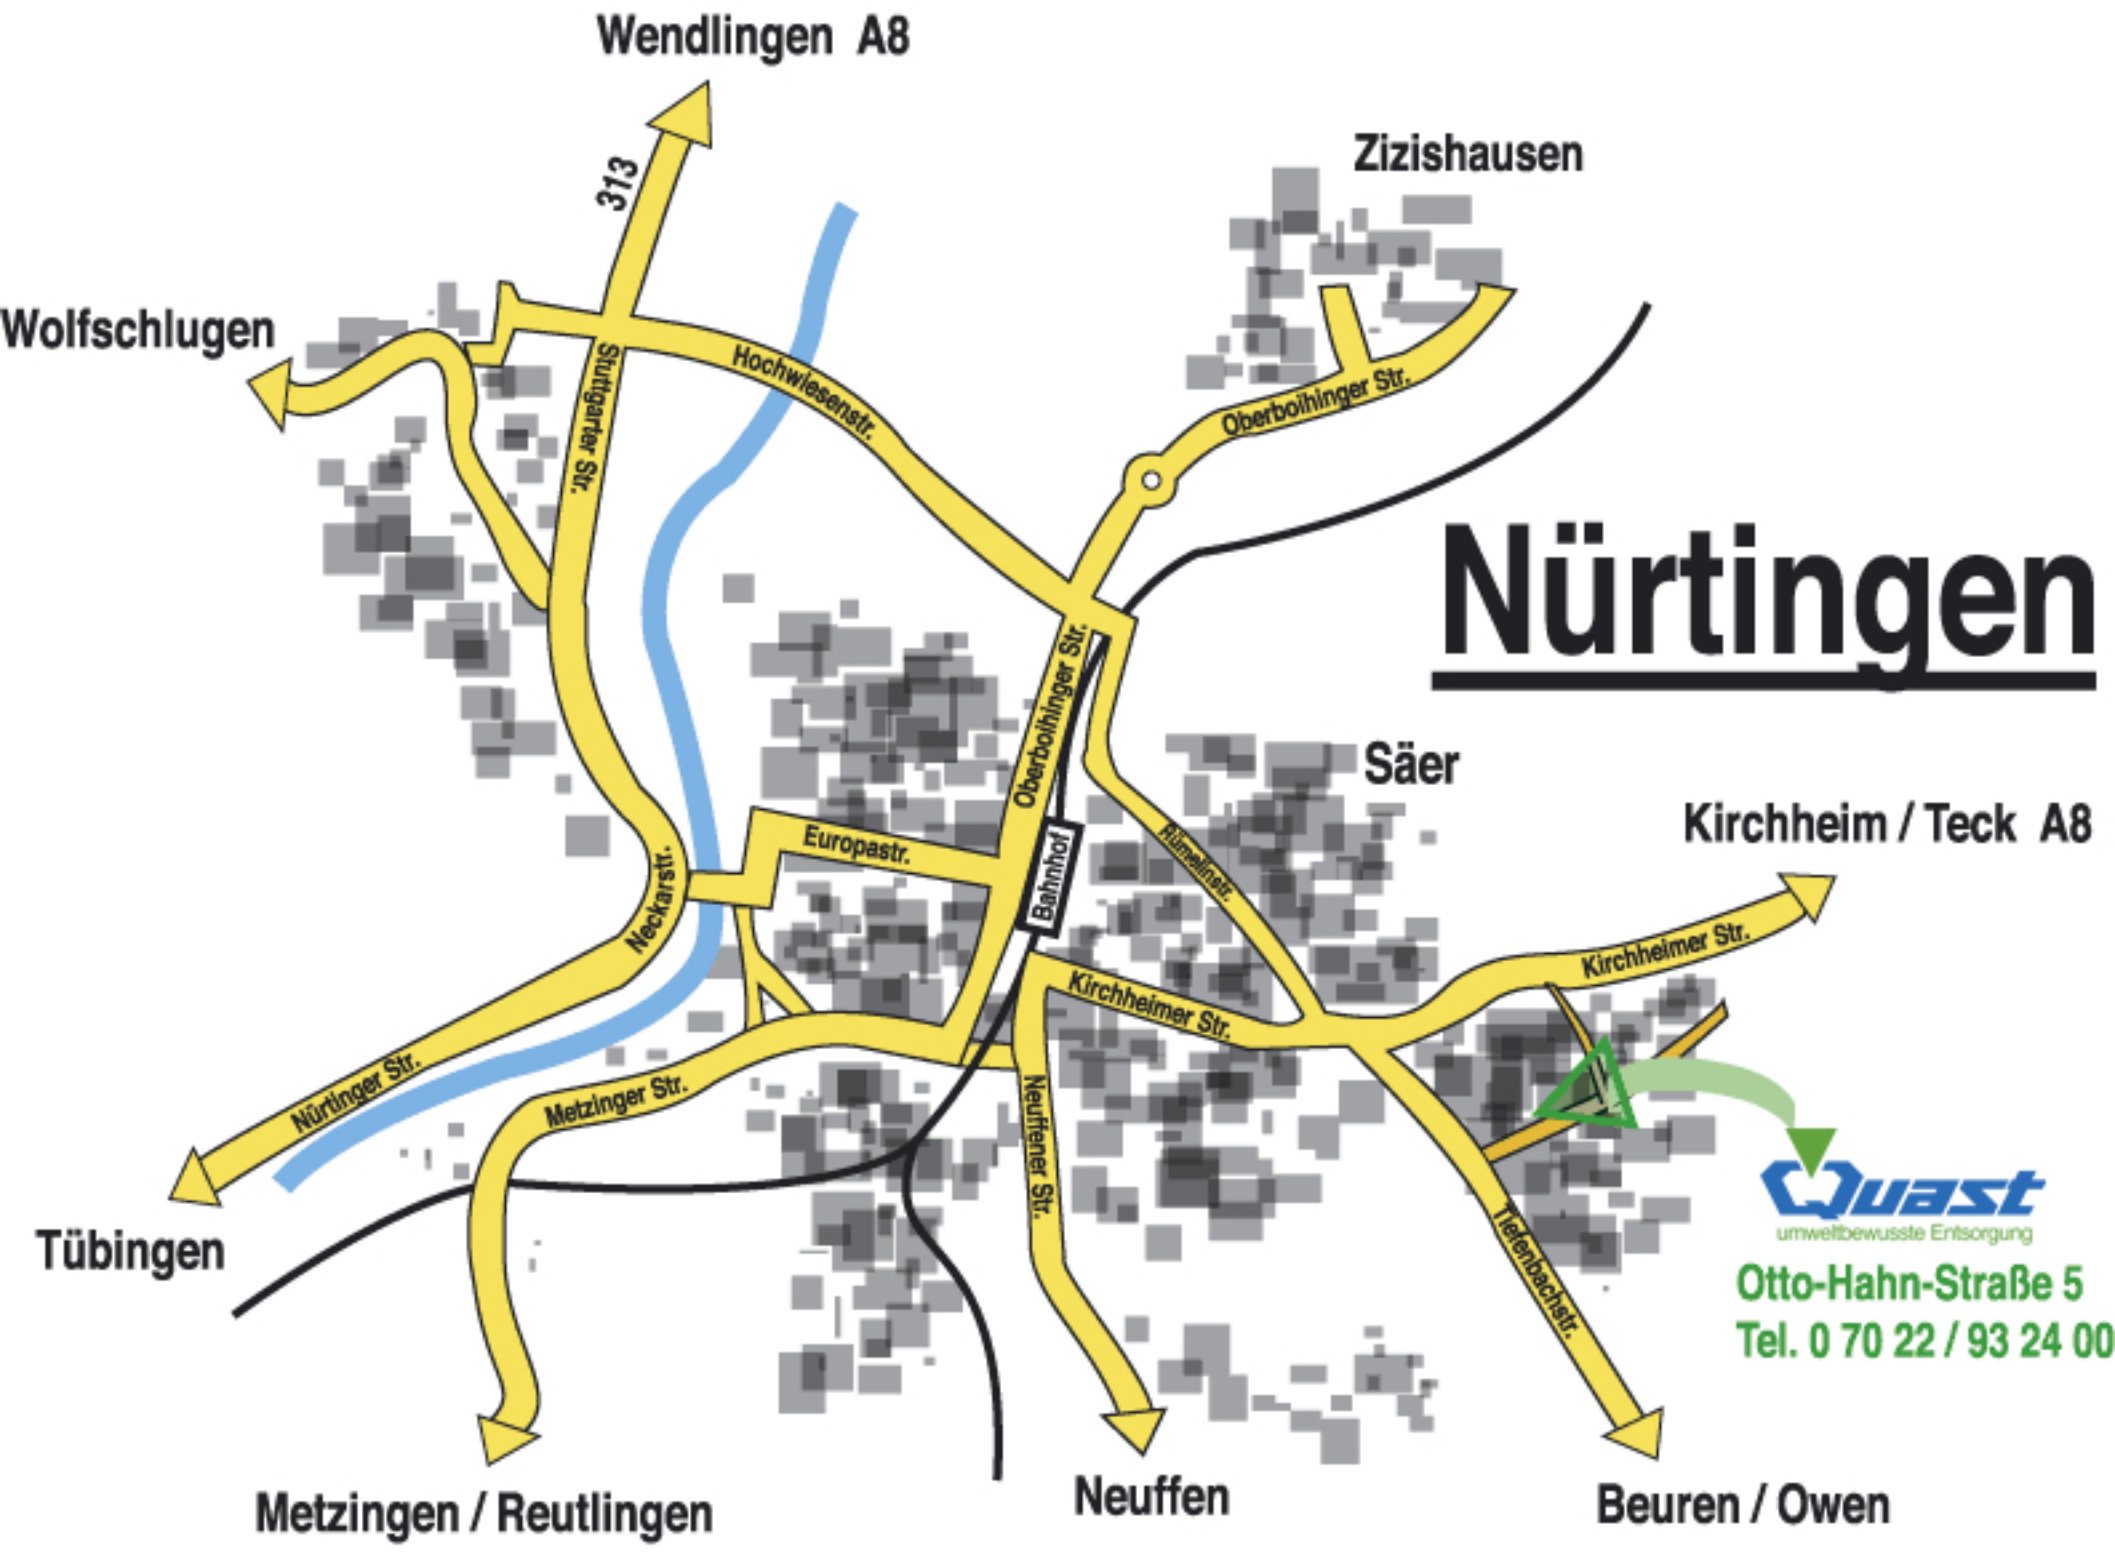 Wendlingen A8
313
Zizishausen
Wolfschlugen
Hochwiesenstr.
Stuttgarter Str.
Oberboihinger Str.
Nürtingen
Oberboihinger Str.
Säer
Kirchheim / Teck A8
Europastr.
Bahnhof
Rümelinstr.
Neckarstr.
Kirchheimer Str.
Kirchheimer Str.
Nürtinger Str.
Metzinger Str.
Neuffener Str.
Tiefenbachstr.
Quast
umweltbewusste Entsorgung
Otto-Hahn-Straße 5
Tel. 0 70 22 / 93 24 00
Tübingen
Metzingen / Reutlingen
Neuffen
Beuren / Owen